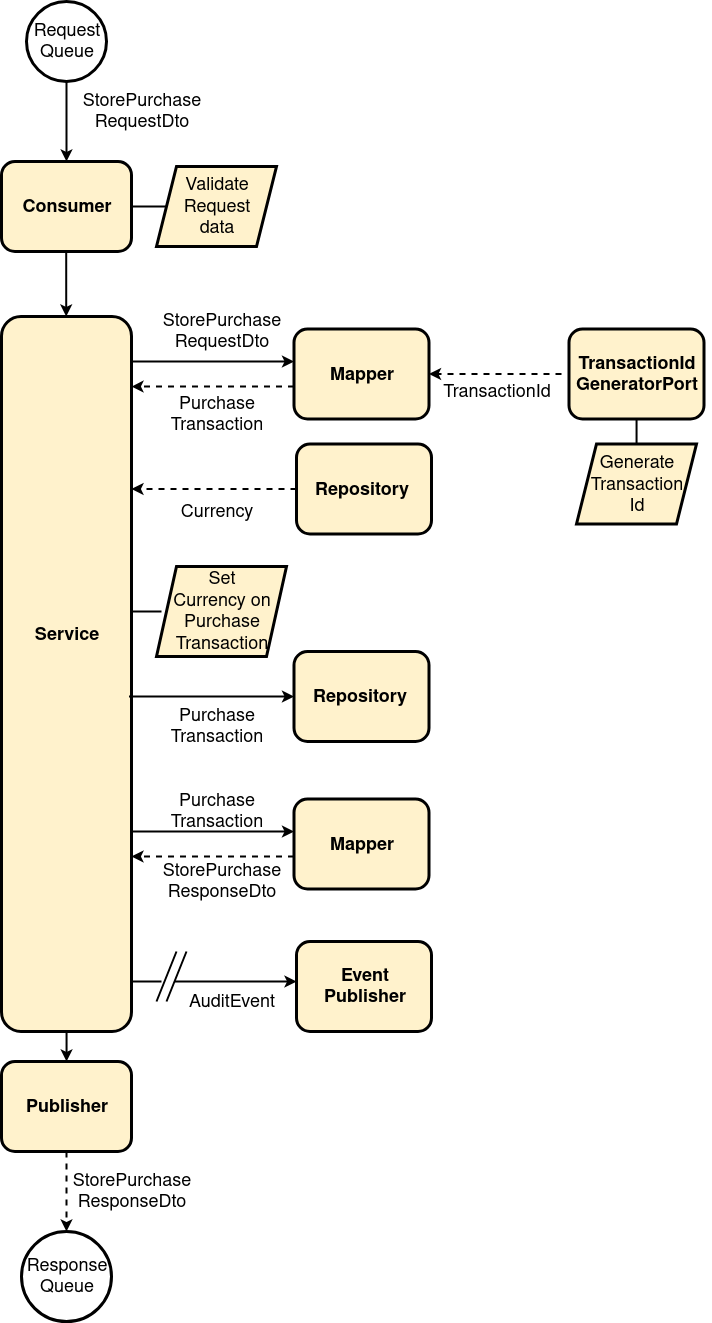 Request
Queue
StorePurchase
RequestDto
Consumer
Validate
Request
data
StorePurchase
RequestDto
Mapper
Purchase
Transaction
TransactionId
TransactionId
GeneratorPort
Generate
Transaction
Id
Repository
Currency
Set
Currency on
Purchase
Transaction
Service
Repository
Purchase
Transaction
Purchase
Transaction
Mapper
StorePurchase
ResponseDto
Event
Publisher
AuditEvent
Publisher
StorePurchase
ResponseDto
Response
Queue